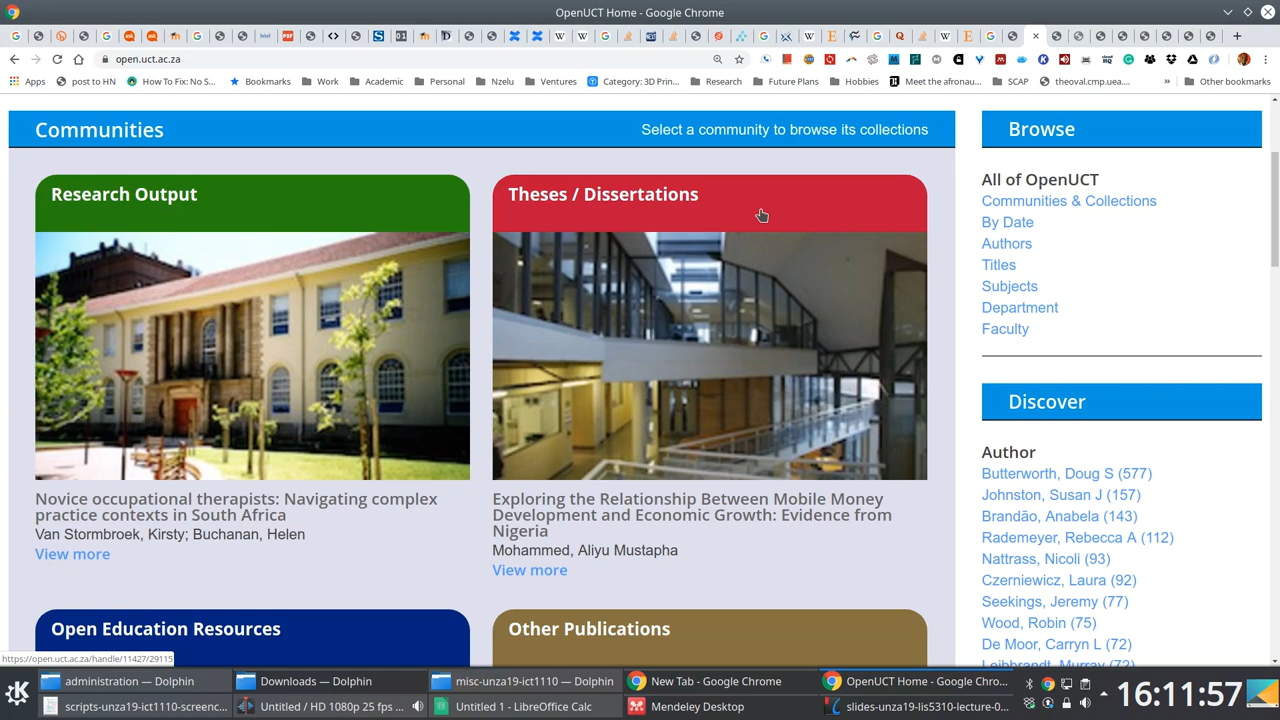 OpenUCT Home - Google Chrome
open.uct.ac.za
Apps
post to HN
How To Fix: No S...
Bookmarks
Work
Academic
Personal
Nzelu
Ventures
Category: 3D Prin...
Research
Future Plans
Hobbies
Meet the afronau...
SCAP
theoval.cmp.uea....
»
Other bookmarks
Communities
Select a community to browse its collections
Research Output
Theses / Dissertations
Novice occupational therapists: Navigating complex
practice contexts in South Africa
Van Stormbroek, Kirsty; Buchanan, Helen
View more
Exploring the Relationship Between Mobile Money
Development and Economic Growth: Evidence from
Nigeria
Mohammed, Aliyu Mustapha
View more
Open Education Resources
Other Publications
Browse
All of OpenUCT
Communities & Collections
By Date
Authors
Titles
Subjects
Department
Faculty
Discover
Author
Butterworth, Doug S (577)
Johnston, Susan J (157)
Brandão, Anabela (143)
Rademeyer, Rebecca A (112)
Nattrass, Nicoli (93)
Czerniewicz, Laura (92)
Seekings, Jeremy (77)
Wood, Robin (75)
De Moor, Carryn L (72)
Leibbrandt, Murray (72)
https://open.uct.ac.za/handle/11427/29115
administration — Dolphin
Downloads — Dolphin
misc-unza19-ict1110 — Dolphin
New Tab - Google Chrome
OpenUCT Home - Google Chro...
scripts-unza19-ict1110-screenc...
Untitled / HD 1080p 25 fps ...
Untitled 1 - LibreOffice Calc
Mendeley Desktop
slides-unza19-lis5310-lecture-0...
16:11:57